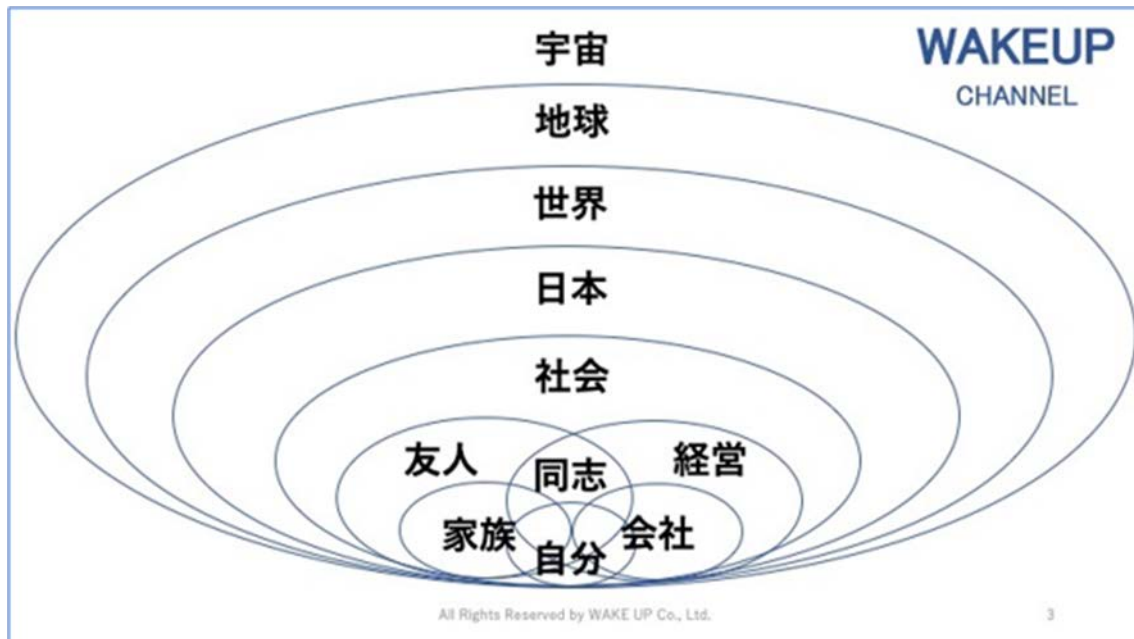 宇宙
WAKEUP
CHANNEL
地球
世界
日本
社会
友人
同志
経営
家族
自分
会社
All Rights Reserved by WAKE UP Co., Ltd.
3